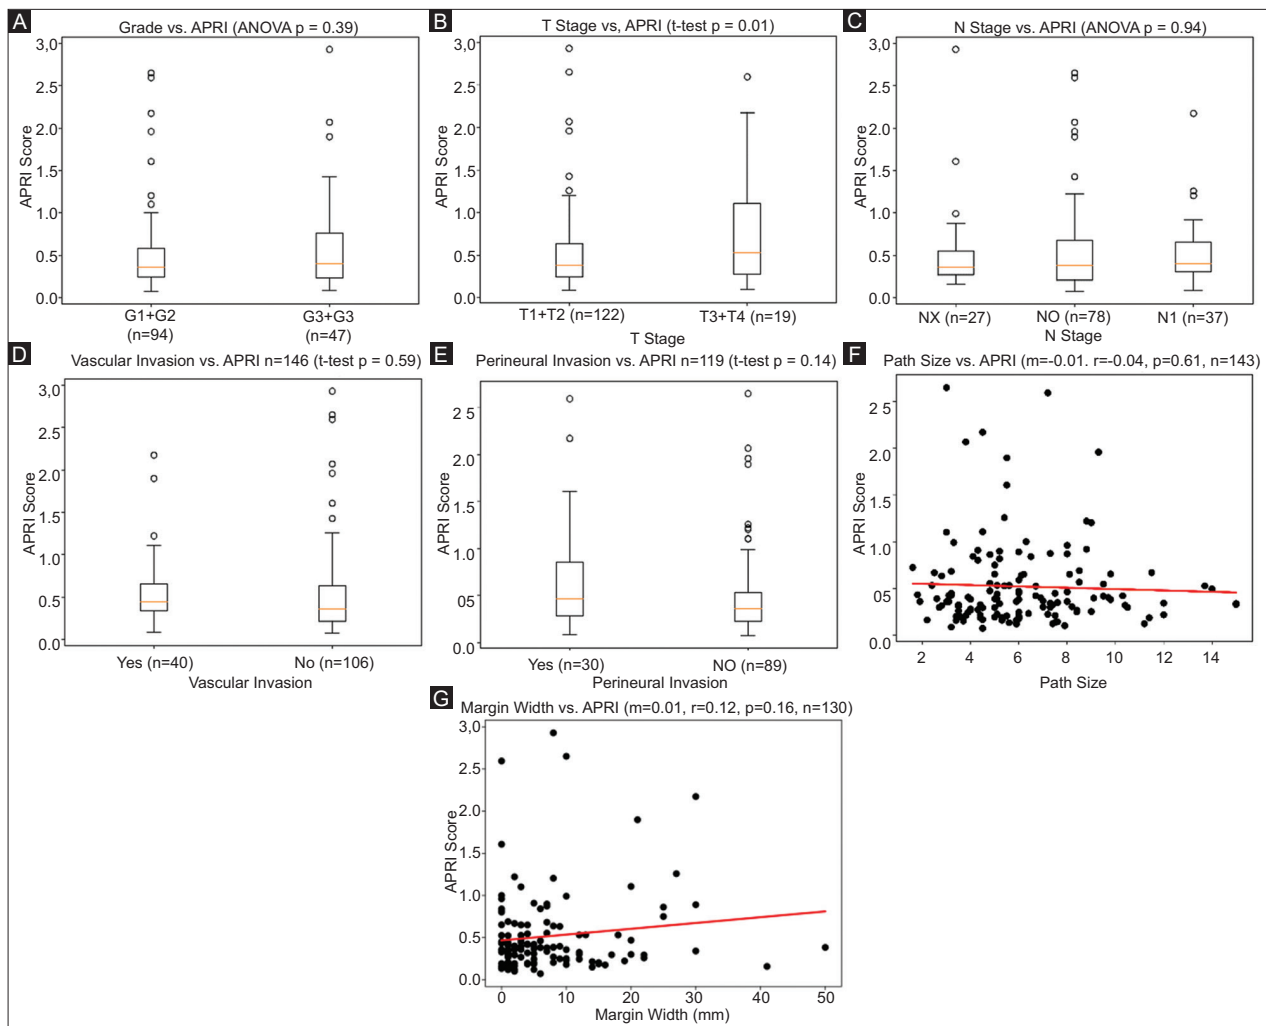 A
Grade vs. APRI (ANOVA p = 0.39)
3.0
2.5
2.0
1.5
1.0
0.5
0.0
APRI Score
G1+G2
(n=94)
G3+G3
(n=47)
B
T Stage vs, APRI (t-test p = 0.01)
3.0
2.5
2.0
1.5
1.0
0.5
0.0
APRI Score
T1+T2 (n=122)
T3+T4 (n=19)
T Stage
C
N Stage vs. APRI (ANOVA p = 0.94)
3,0
2.5
2.0
1.5
1.0
0.5
0.0
APRI Score
NX (n=27)
NO (n=78)
N1 (n=37)
N Stage
D
Vascular Invasion vs. APRI n=146 (t-test p = 0.59)
3.0
2.5
2.0
1.5
1.0
0.5
0.0
APRI Score
Yes (n=40)
No (n=106)
Vascular Invasion
E
Perineural Invasion vs. APRI n=119 (t-test p = 0.14)
2 5
2.0
1.5
1.0
05
0.0
APRI Score
Yes (n=30)
NO (n=89)
Perineural Invasion
F
Path Size vs. APRI (m=-0.01. r=-0.04, p=0.61, n=143)
2 5
2.0
1.5
1.0
05
0.0
APRI Score
2
4
6
8
10
12
14
Path Size
G
Margin Width vs. APRI (m=0.01, r=0.12, p=0.16, n=130)
3.0
2.5
2.0
1.5
1.0
0.5
0.0
APRI Score
0
10
20
30
40
50
Margin Width (mm)